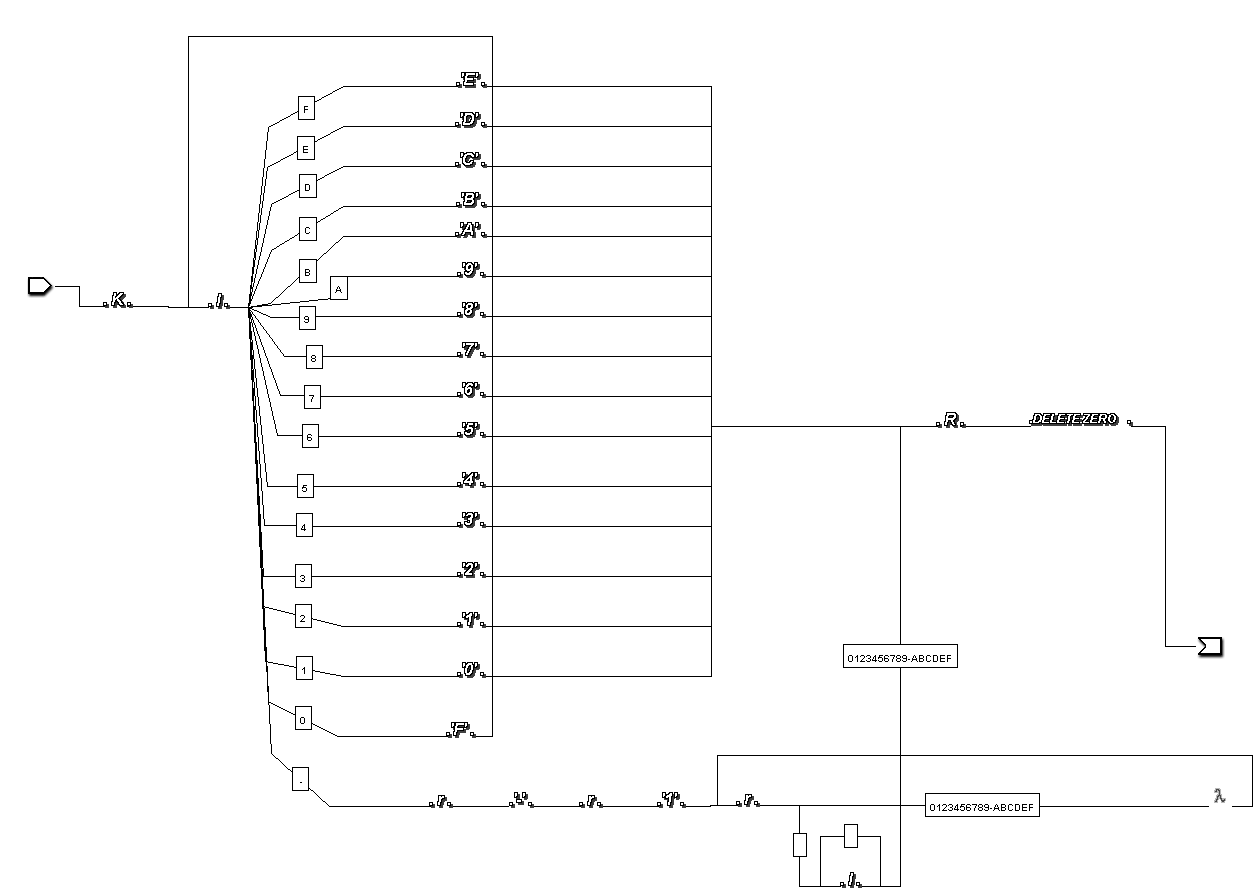 .'E'.
F
.'D'.
E
.'C'.
D
.'B'.
C
.'A'.
B
.'9'.
A
.K.
.l.
.'8'.
9
.'7'.
8
.'6'.
7
.'5'.
6
.R.
.DELETEZERO .
.'4'.
5
.'3'.
4
.'2'.
3
.'1'.
2
0123456789-ABCDEF
.'0'.
1
.'F'.
0
-
.r.
.'-'.
.r.
.'1'.
.r.
0123456789-ABCDEF
λ
.l.